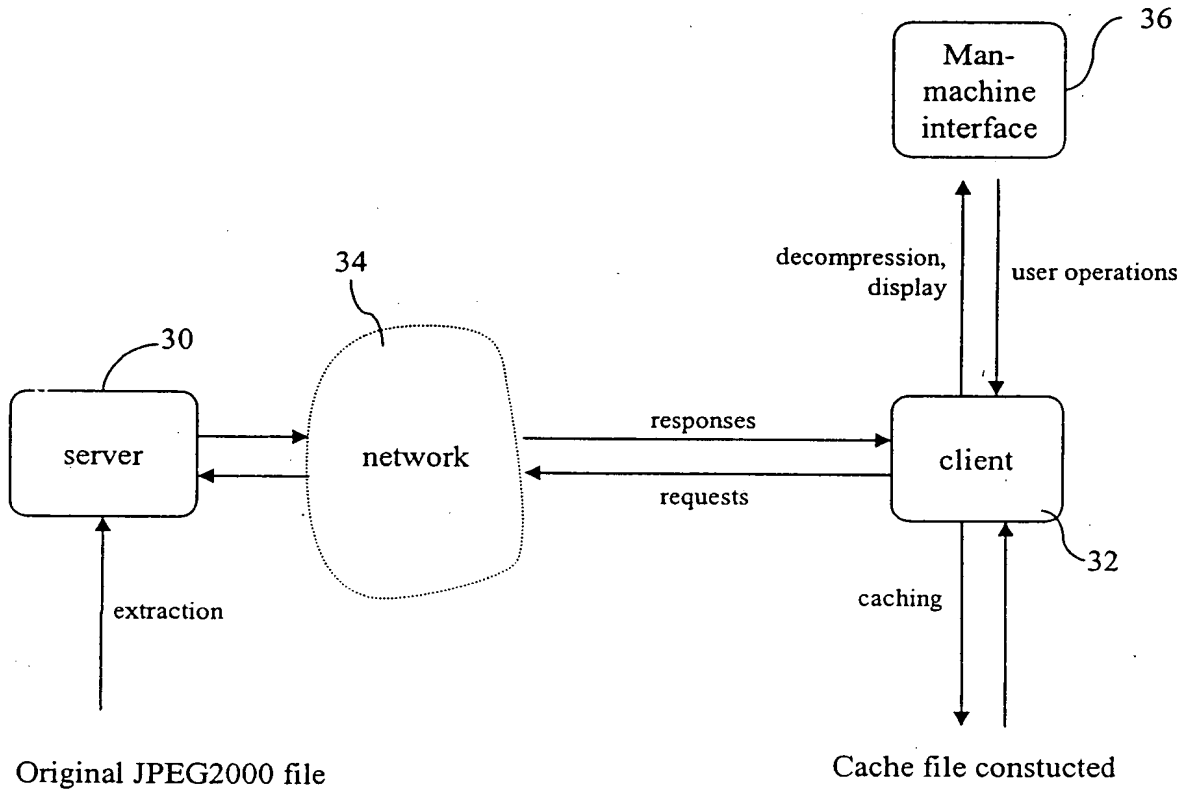 36
Man-
machine
interface
decompression,
display
user operations
34
30
server
network
responses
requests
client
32
extraction
caching
Original JPEG2000 file
Cache file constucted